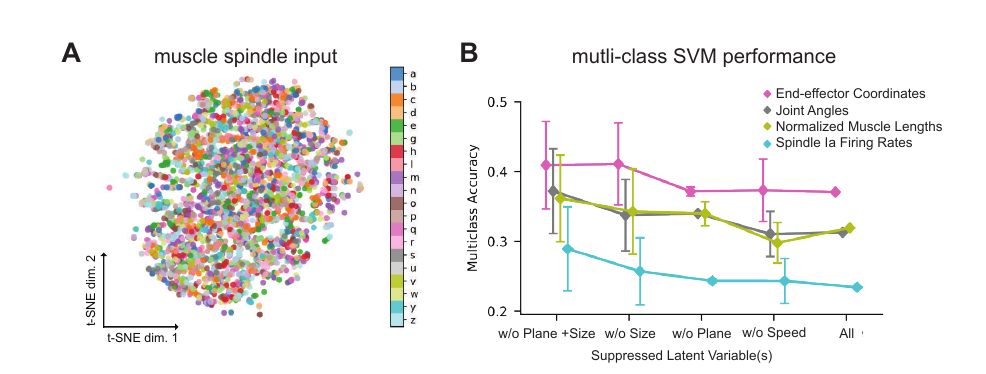 A
muscle spindle input
a
b
c
d
e
g
h
l
m
n
o
p
q
r
s
u
v
w
y
z
t-SNE dim. 2
t-SNE dim. 1
B
mutli-class SVM performance
End-effector Coordinates
Joint Angles
Normalized Muscle Lengths
Spindle Ia Firing Rates
Multiclass Accuracy
0.5
0.4
0.3
0.2
w/o Plane +Size
w/o Size
w/o Plane
w/o Speed
All
Suppressed Latent Variable(s)